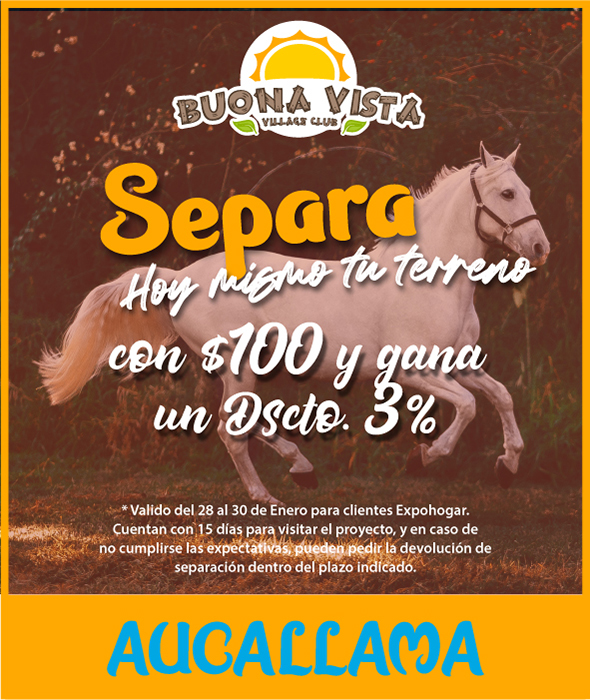 BUONA VISTA
VILLAGE CLUB
Separa
Hoy mismo tu terreno
con $100 y gana
un Dscto. 3%
* Valido del 28 al 30 de Enero para clientes Expohogar.
Cuentan con 15 días para visitar el proyecto, y en caso de
no cumplirse las expectativas, pueden pedir la devolución de
separación dentro del plazo indicado.
AUCALLAMA